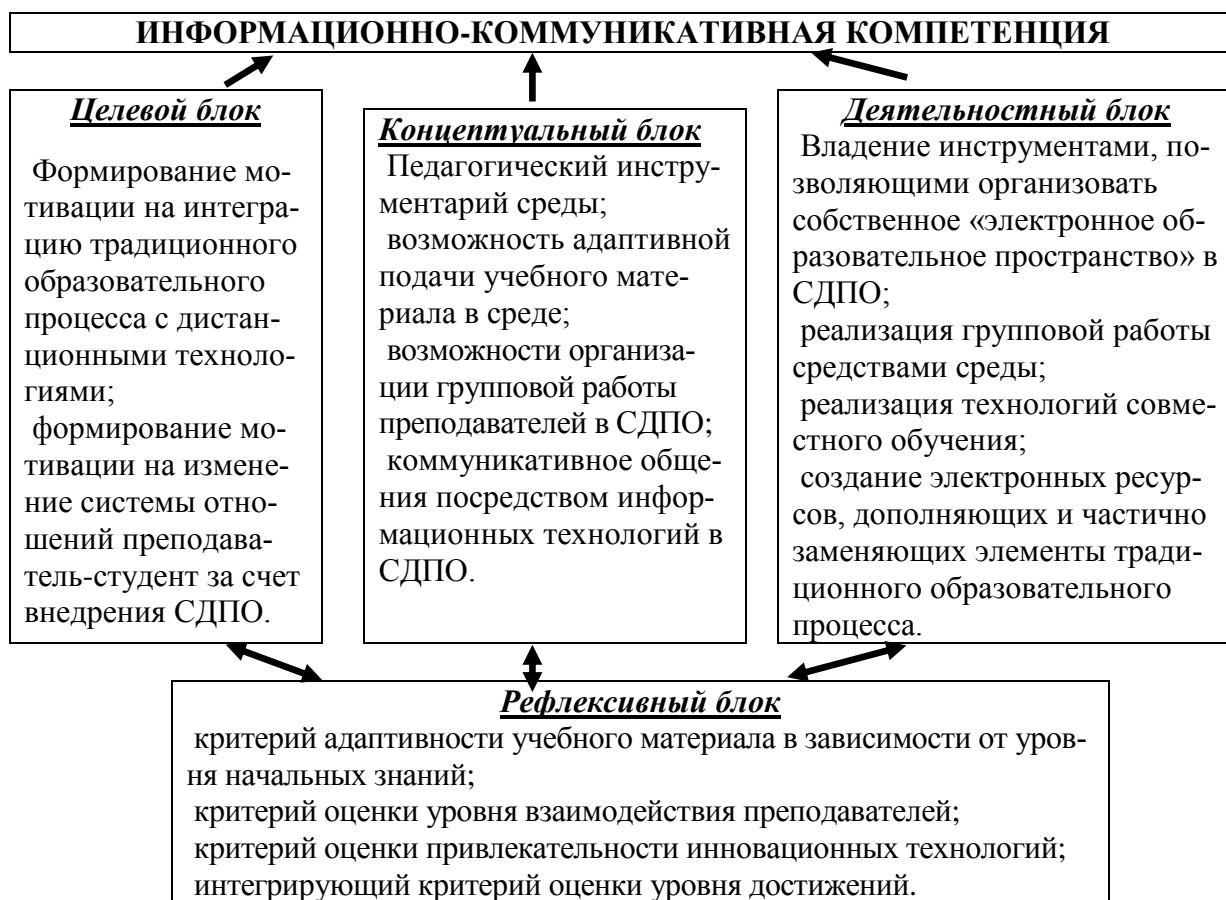 ИНФОРМАЦИОННО-КОММУНИКАТИВНАЯ КОМПЕТЕНЦИЯ
Целевой блок
Формирование мо-
тивации на интегра-
цию традиционного
образовательного
процесса с дистан-
ционными техноло-
гиями;
формирование мо-
тивации на измене-
ние системы отно-
шений преподава-
тель-студент за счет
внедрения СДПО.
Концептуальный блок
Педагогический инстру-
ментарий среды;
возможность адаптивной
подачи учебного мате-
риала в среде;
возможности организа-
ции групповой работы
преподавателей в СДПО;
коммуникативное обще-
ния посредством инфор-
мационных технологий в
СДПО.
Деятельностный блок
Владение инструментами, по-
зволяющими организовать
собственное «электронное об-
разовательное пространство» в
СДПО;
реализация групповой работы
средствами среды;
реализация технологий совме-
стного обучения;
создание электронных ресур-
сов, дополняющих и частично
заменяющих элементы тради-
ционного образовательного
процесса.
Рефлексивный блок
критерий адаптивности учебного материала в зависимости от уров-
ня начальных знаний;
критерий оценки уровня взаимодействия преподавателей;
критерий оценки привлекательности инновационных технологий;
интегрирующий критерий оценки уровня достижений.